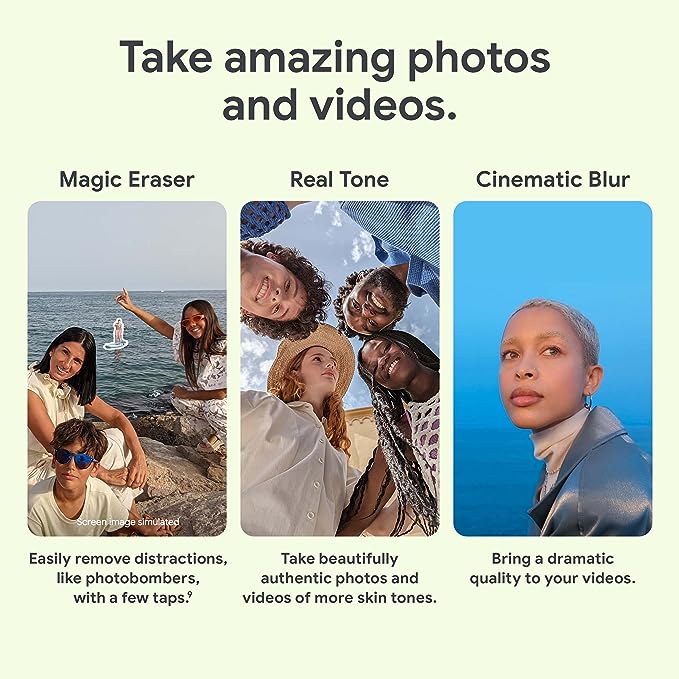 Take amazing photos
and videos.
Magic Eraser
Real Tone
Cinematic Blur
Screen image simulated
Easily remove distractions,
like photobombers,
with a few taps.⁹
Take beautifully
authentic photos and
videos of more skin tones.
Bring a dramatic
quality to your videos.